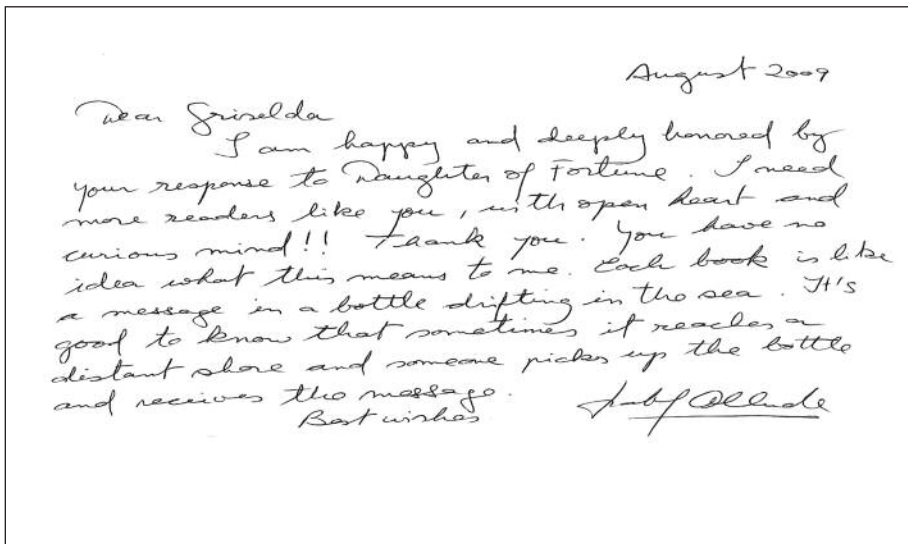 August 2009
Dear Griselda
I am happy and deeply honored by
your response to Daughter of Fortune. I need
more readers like you, with open heart and
curious mind!! Thank you. You have no
idea what this means to me. Each book is like
a message in a bottle drifting in the sea. It's
good to know that sometimes it reaches a
distant shore and someone picks up the bottle
and receives the message.
Best wishes Isabel Allende